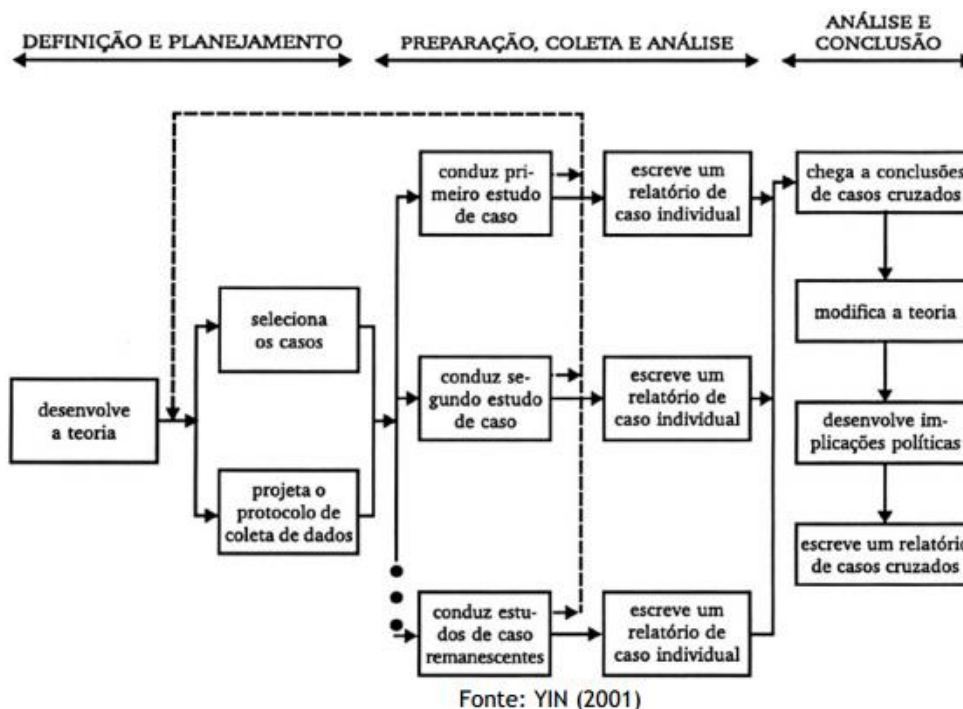 DEFINIÇÃO E PLANEJAMENTO
PREPARAÇÃO, COLETA E ANÁLISE
ANÁLISE E
CONCLUSÃO
desenvolve
a teoria
seleciona
os casos
projeta o
protocolo de
coleta de dados
conduz pri-
meiro estudo
de caso
escreve um
relatório de
caso individual
conduz se-
gundo estudo
de caso
escreve um
relatório de
caso individual
conduz estu-
dos de caso
remanescentes
escreve um
relatório de
caso individual
chega a conclusões
de casos cruzados
modifica a teoria
desenvolve im-
plicações políticas
escreve um relatório
de casos cruzados
Fonte: YIN (2001)